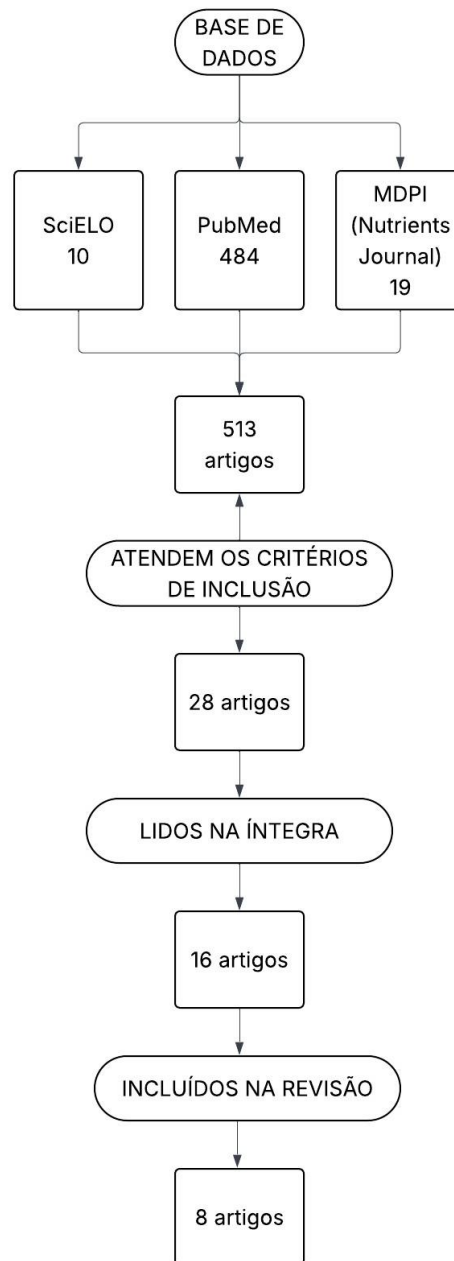 BASE DE
DADOS
SciELO
10
PubMed
484
MDPI
(Nutrients
Journal)
19
513
artigos
ATENDEM OS CRITÉRIOS
DE INCLUSÃO
28 artigos
LIDOS NA ÍNTEGRA
16 artigos
INCLUÍDOS NA REVISÃO
8 artigos